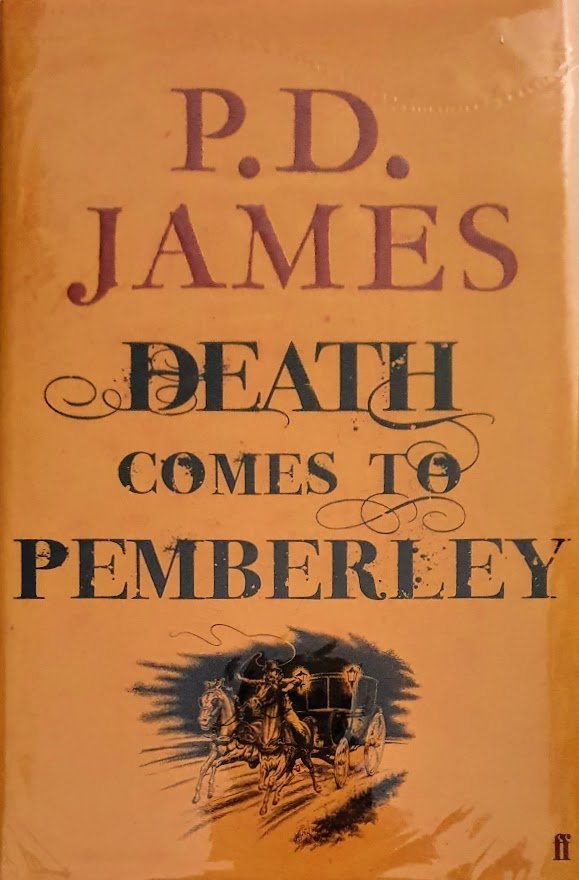 P.D.
JAMES
DEATH
COMES TO
PEMBERLEY
ff